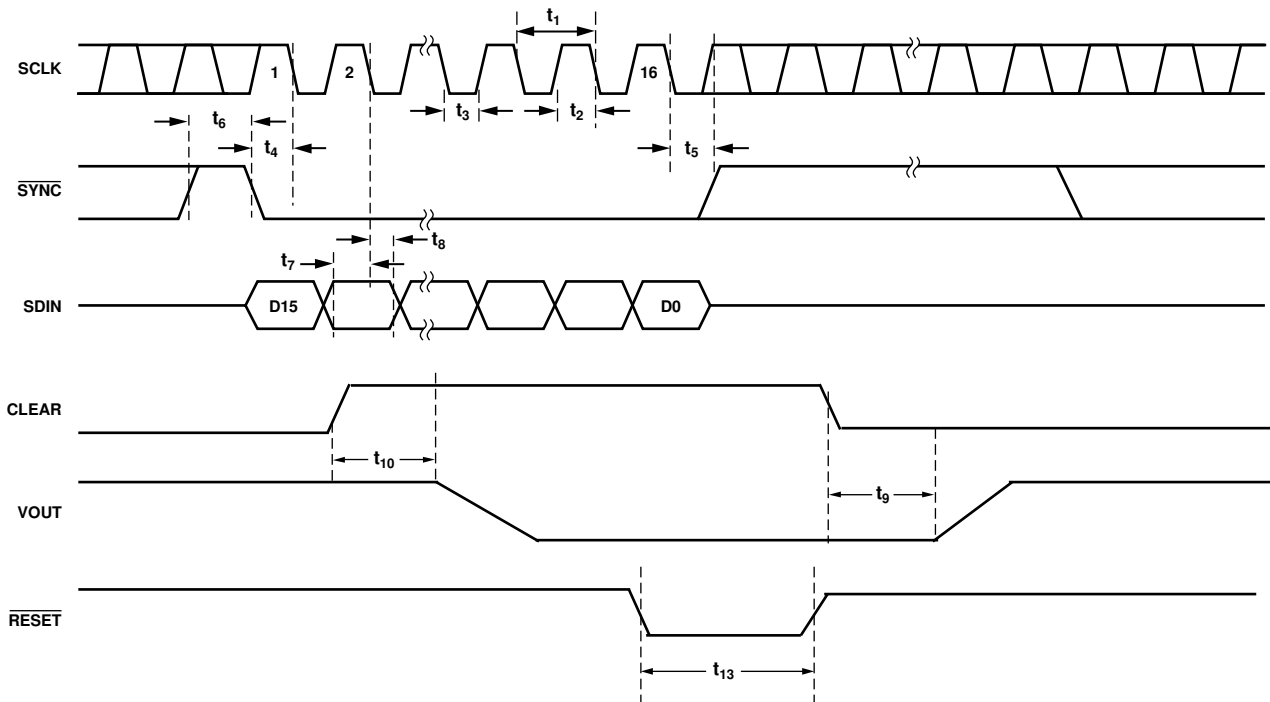 t1
SCLK
1
2
16
t3
t2
t6
t4
t5
SYNC
t8
t7
SDIN
D15
D0
CLEAR
t10
t9
VOUT
RESET
t13